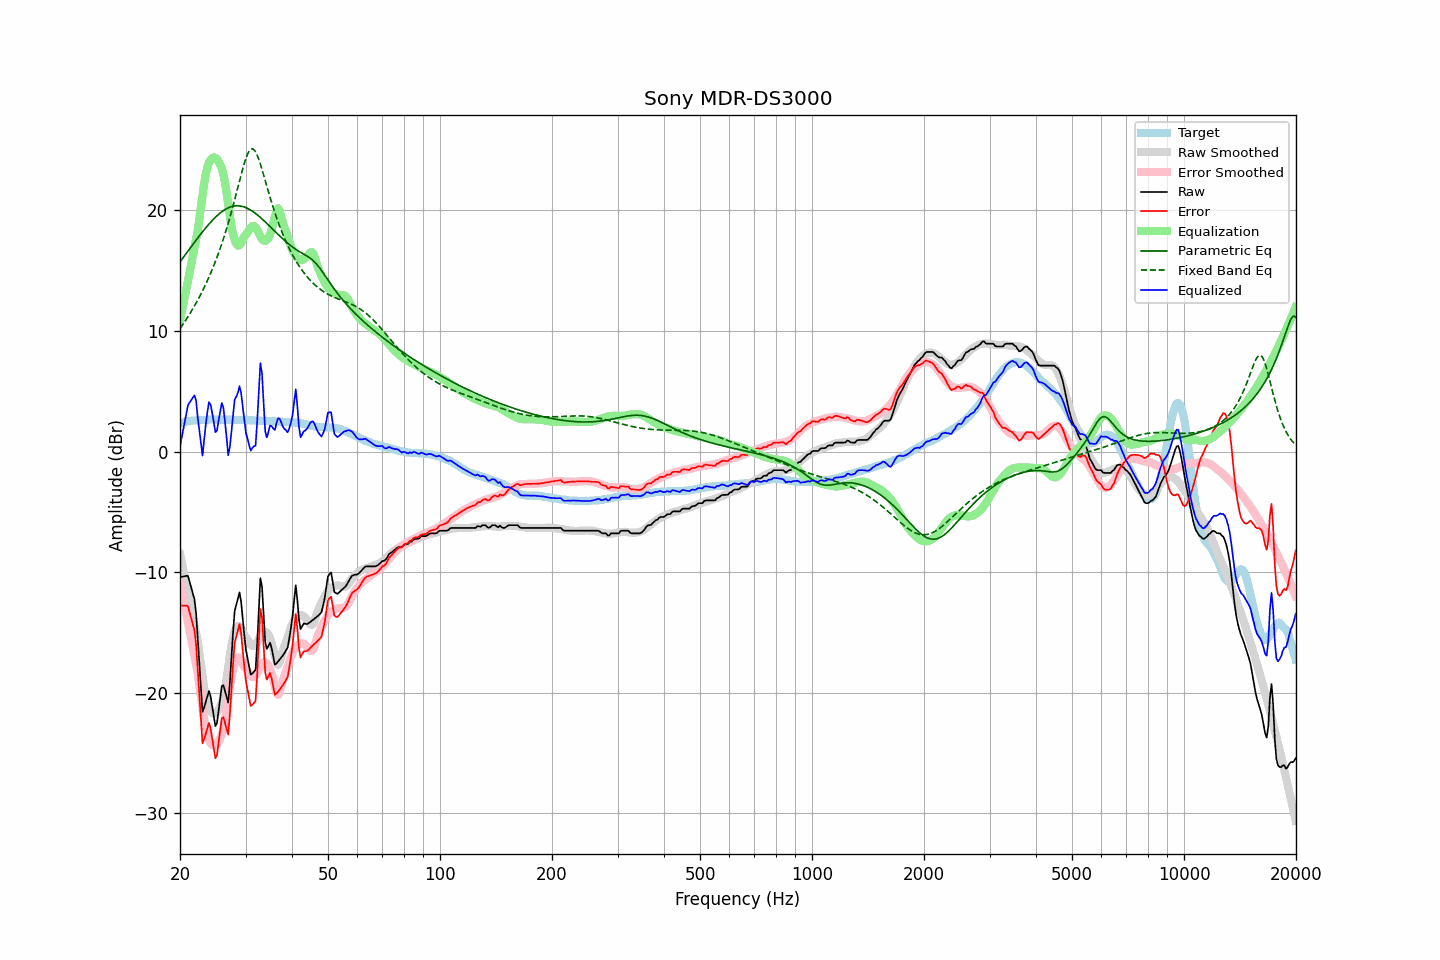 Sony MDR-DS3000
Target
Raw Smoothed
Error Smoothed
Raw
Error
Equalization
Parametric Eq
Fixed Band Eq
Equalized
20
10
0
−10
−20
−30
Amplitude (dBr)
20 50 100 200 500 1000 2000 5000 10000 20000
Frequency (Hz)